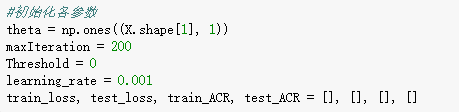 #初始化各参数
theta = np.ones((X.shape[1], 1))
maxIteration = 200
Threshold = 0
learning_rate = 0.001
train_loss, test_loss, train_ACR, test_ACR = [], [], [], []